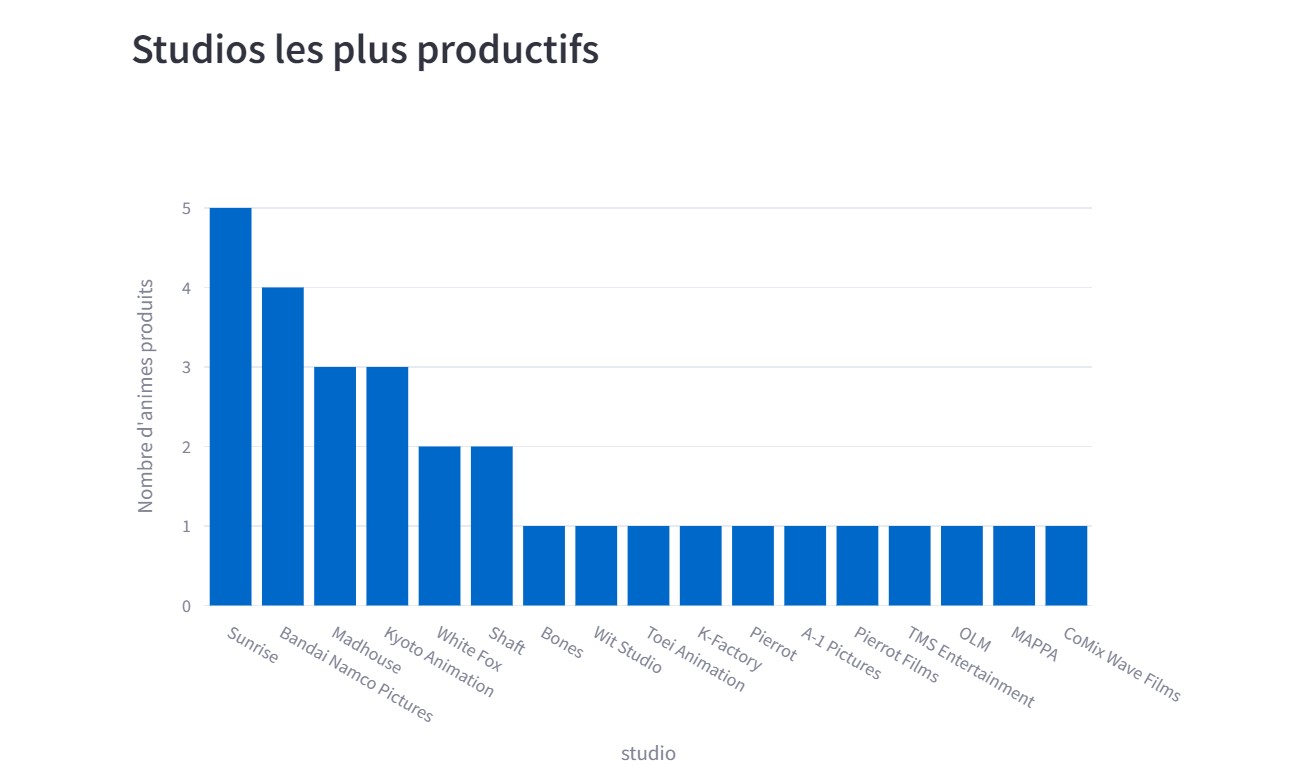 Studios les plus productifs
Nombre d'animes produits
5
4
3
2
1
0
Sunrise
Bandai Namco Pictures
Madhouse
Kyoto Animation
White Fox
Shaft
Bones
Wit Studio
Toei Animation
K-Factory
Pierrot
A-1 Pictures
Pierrot Films
TMS Entertainment
OLM
MAPPA
CoMix Wave Films
studio